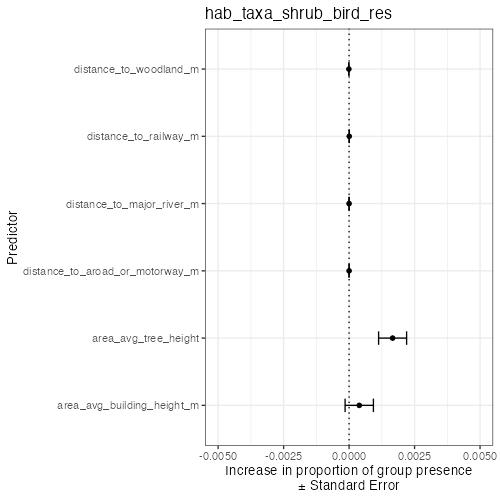 hab_taxa_shrub_bird_res
Predictor
distance_to_woodland_m
distance_to_railway_m
distance_to_major_river_m
distance_to_aroad_or_motorway_m
area_avg_tree_height
area_avg_building_height_m
-0.0050 -0.0025 0.0000 0.0025 0.0050
Increase in proportion of group presence
± Standard Error